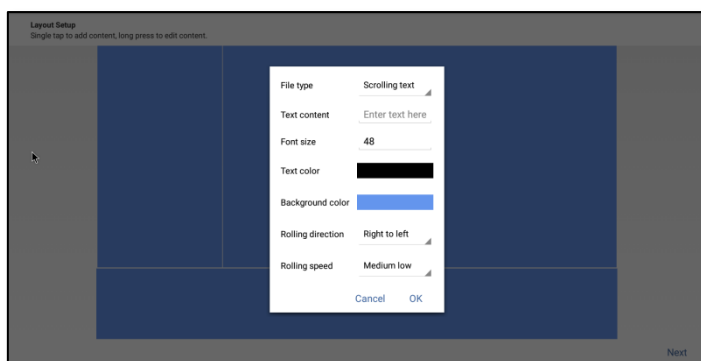 Layout Setup
Single tap to add content, long press to edit content.
File type Scrolling text
Text content Enter text here
Font size 48
Text color
Background color
Rolling direction Right to left
Rolling speed Medium low
Cancel OK
Next